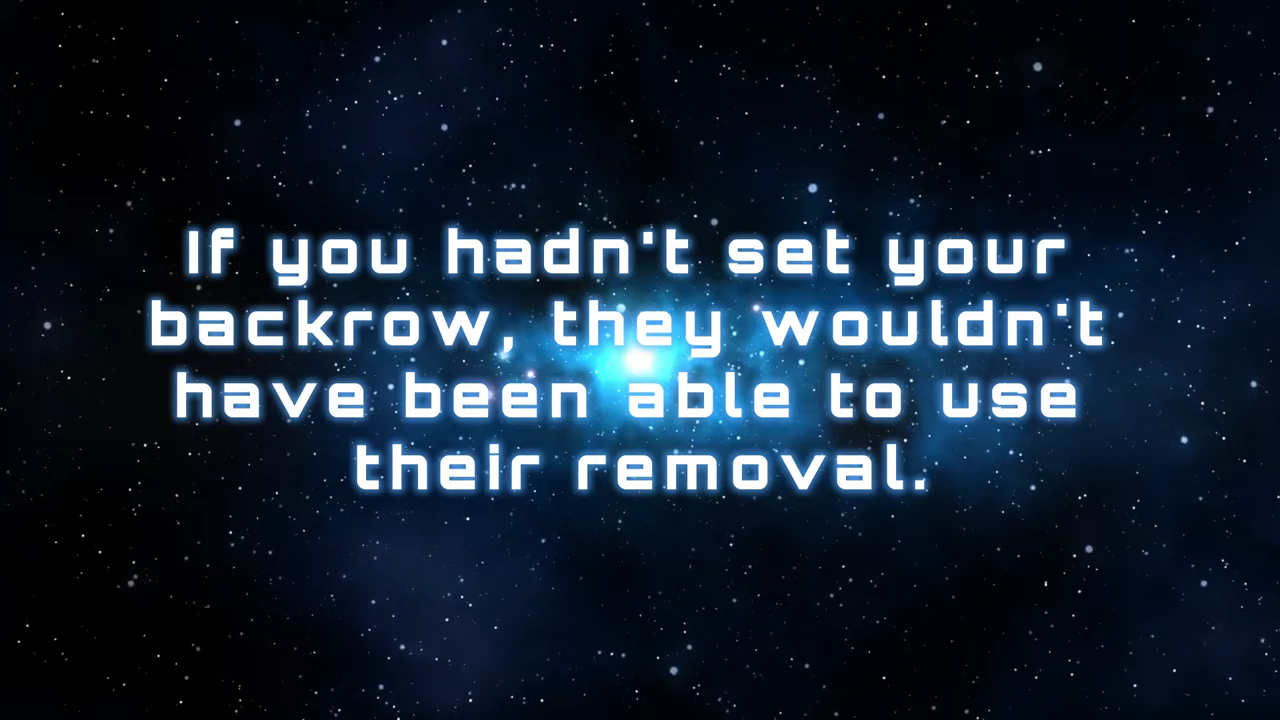 If you hadn't set your
backrow, they wouldn't
have been able to use
their removal.